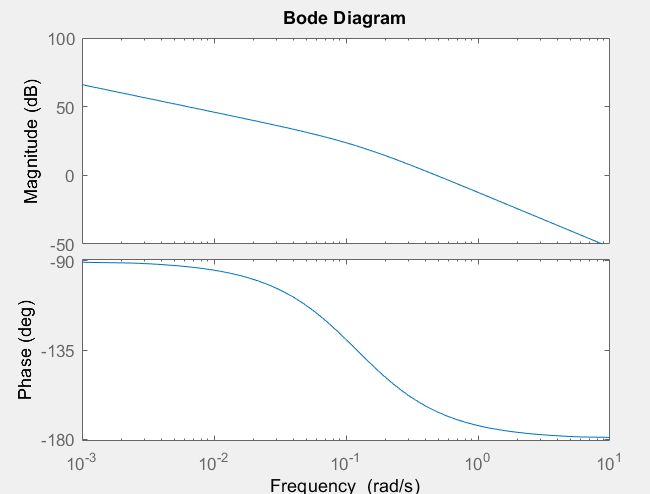 Bode Diagram
Magnitude (dB)
100
50
0
-50
Phase (deg)
-90
-135
-180
10^-3 10^-2 10^-1 10^0 10^1
Frequency (rad/s)